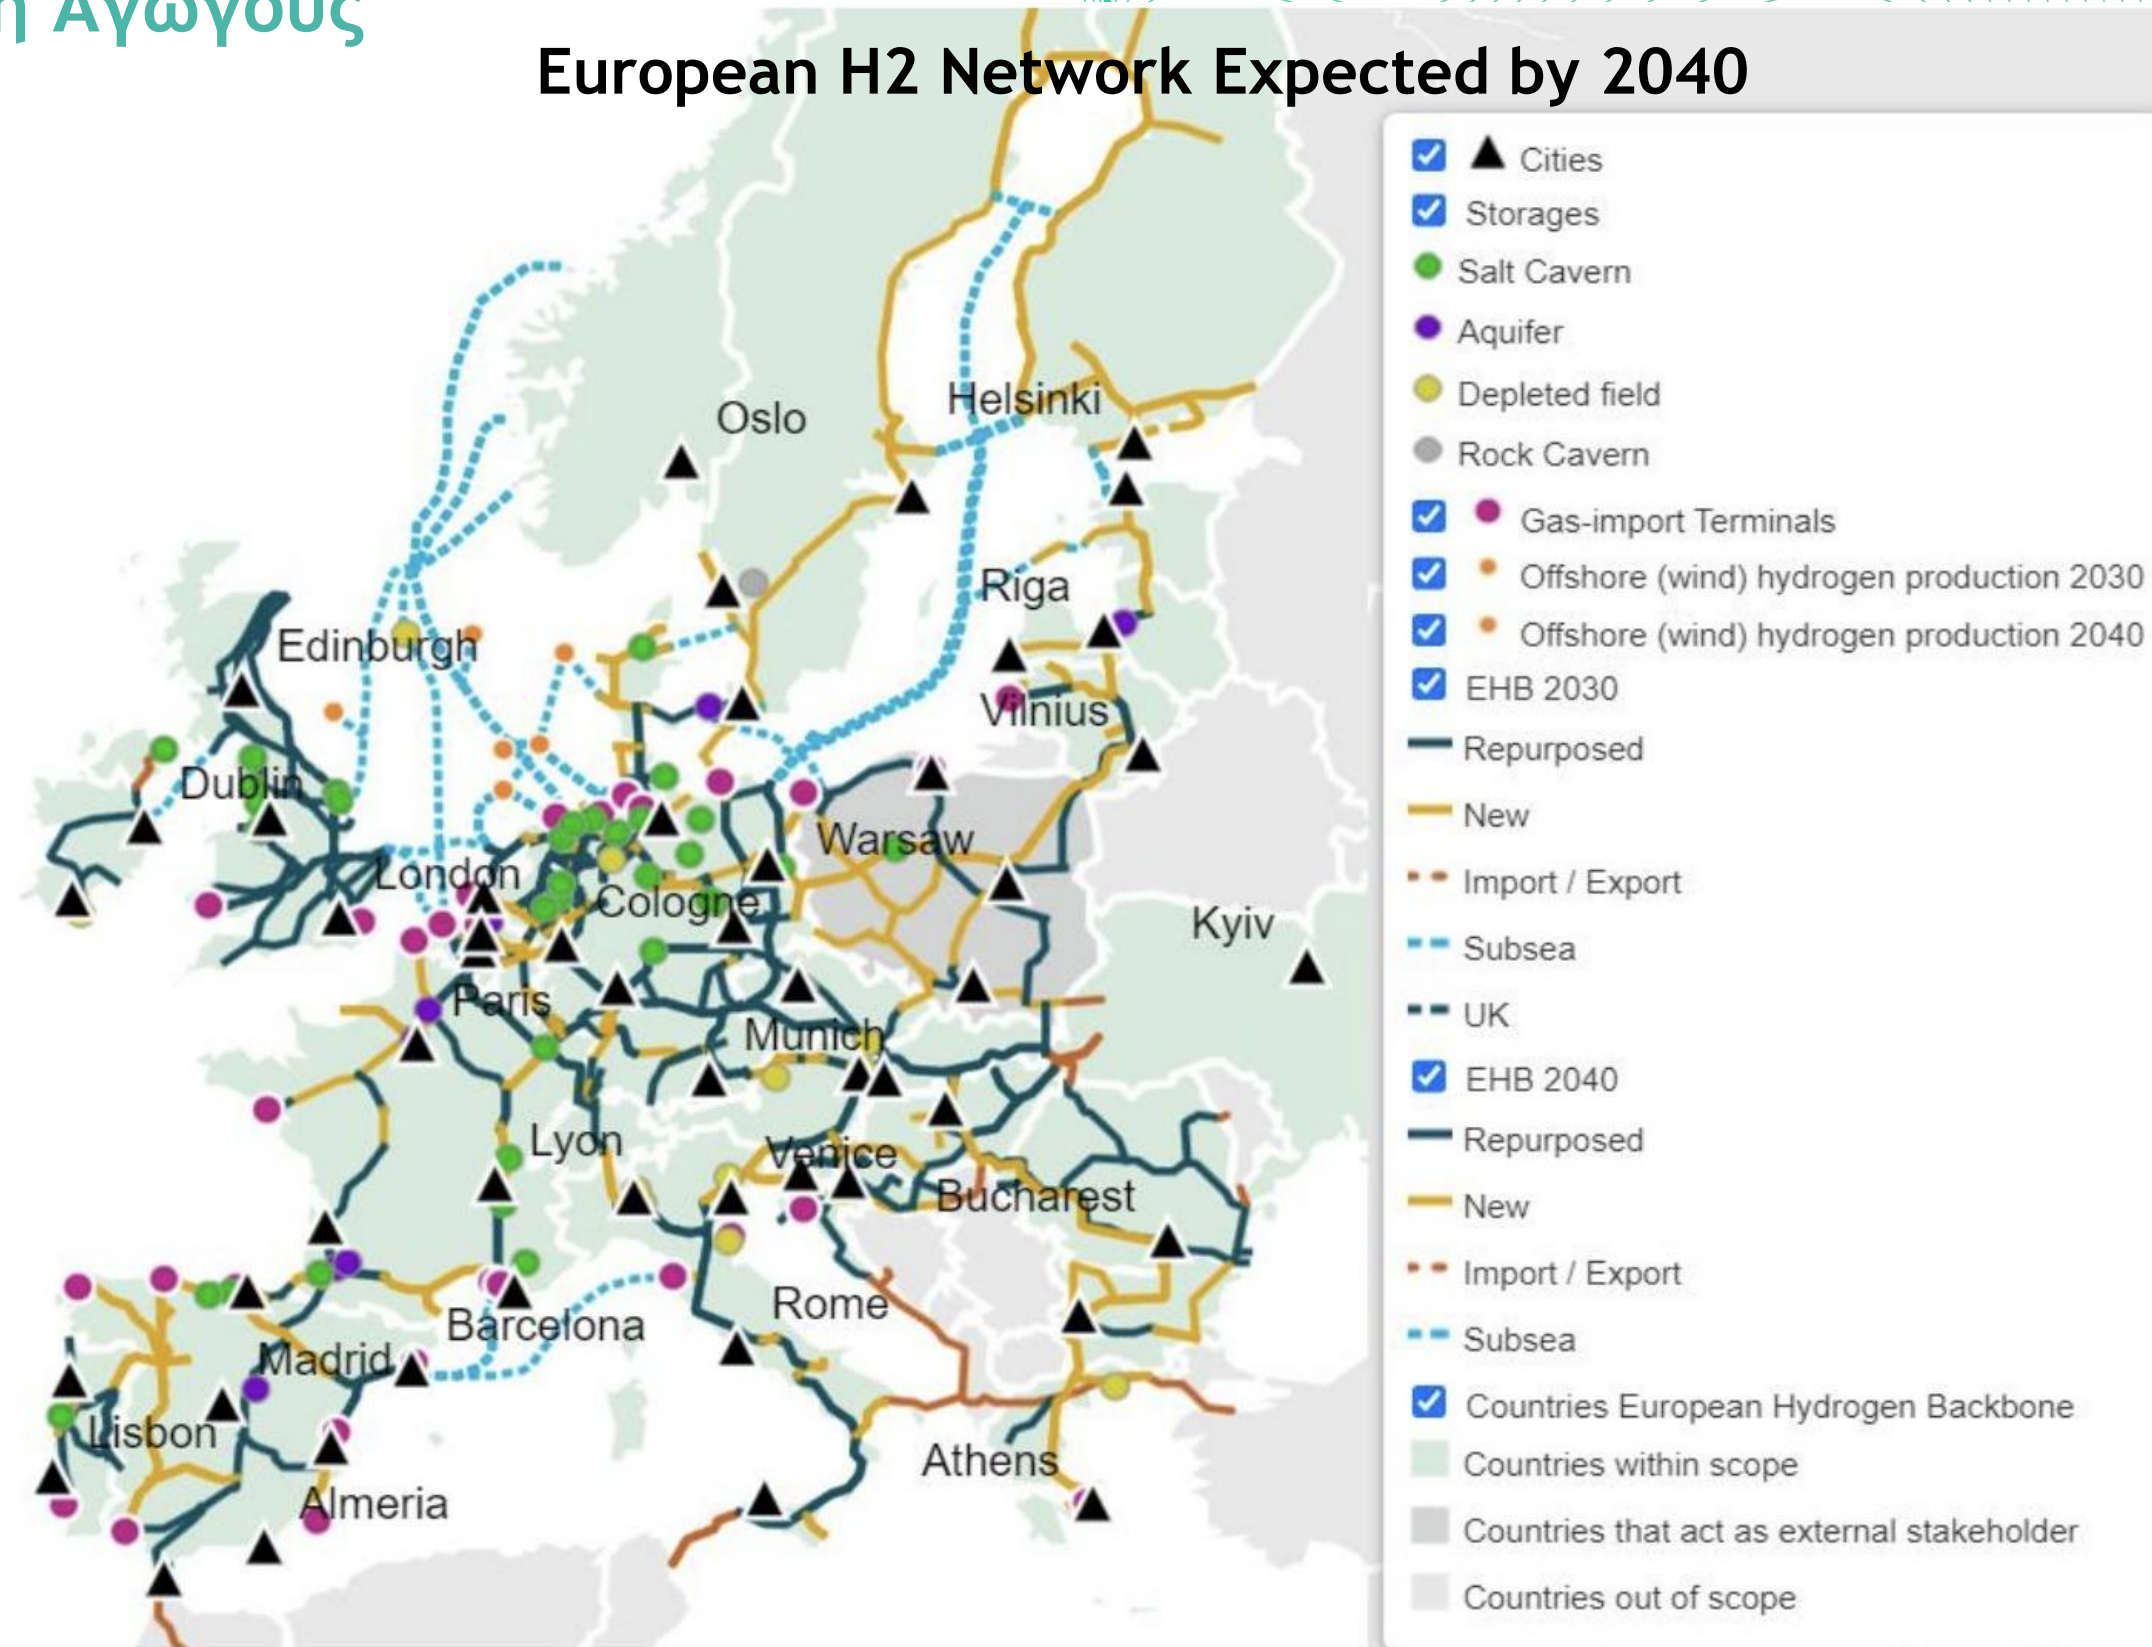 η Αγωγούς
European H2 Network Expected by 2040
Oslo
Helsinki
Riga
Edinburgh
Vilnius
Dublin
Warsaw
London
Cologne
Kyiv
Paris
Munich
Lyon
Venice
Bucharest
Rome
Barcelona
Madrid
Lisbon
Athens
Almeria
Cities
Storages
Salt Cavern
Aquifer
Depleted field
Rock Cavern
Gas-import Terminals
Offshore (wind) hydrogen production 2030
Offshore (wind) hydrogen production 2040
EHB 2030
Repurposed
New
Import / Export
Subsea
UK
EHB 2040
Repurposed
New
Import / Export
Subsea
Countries European Hydrogen Backbone
Countries within scope
Countries that act as external stakeholder
Countries out of scope